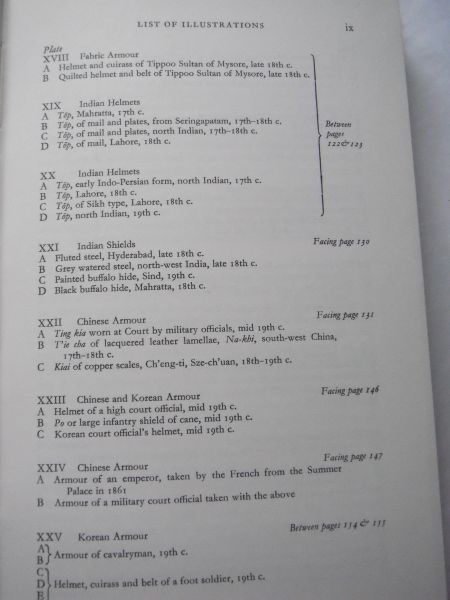 LIST OF ILLUSTRATIONS ix
Plate
XVIII Fabric Armour
A Helmet and cuirass of Tippoo Sultan of Mysore, late 18th c.
B Quilted helmet and belt of Tippoo Sultan of Mysore, late 18th c.
XIX Indian Helmets
A Tōp, Mahratta, 17th c.
B Tōp, of mail and plates, from Seringapatam, 17th–18th c.
C Tōp, of mail and plates, north Indian, 17th–18th c.
D Tōp, of mail, Lahore, 18th c.
Between
pages
122 & 123
XX Indian Helmets
A Tōp, early Indo-Persian form, north Indian, 17th c.
B Tōp, Lahore, 18th c.
C Tōp, of Sikh type, Lahore, 18th c.
D Tōp, north Indian, 19th c.
XXI Indian Shields Facing page 130
A Fluted steel, Hyderabad, late 18th c.
B Grey watered steel, north-west India, late 18th c.
C Painted buffalo hide, Sind, 19th c.
D Black buffalo hide, Mahratta, 18th c.
XXII Chinese Armour Facing page 131
A Ting kia worn at Court by military officials, mid 19th c.
B T'ie cha of lacquered leather lamellae, Na-khi, south-west China,
17th–18th c.
C Kiai of copper scales, Ch'eng-ti, Sze-ch'uan, 18th–19th c.
XXIII Chinese and Korean Armour Facing page 146
A Helmet of a high court official, mid 19th c.
B Po or large infantry shield of cane, mid 19th c.
C Korean court official's helmet, mid 19th c.
XXIV Chinese Armour Facing page 147
A Armour of an emperor, taken by the French from the Summer
Palace in 1861
B Armour of a military court official taken with the above
XXV Korean Armour Between pages 154 & 155
A
B Armour of cavalryman, 19th c.
C
D Helmet, cuirass and belt of a foot soldier, 19th c.
E